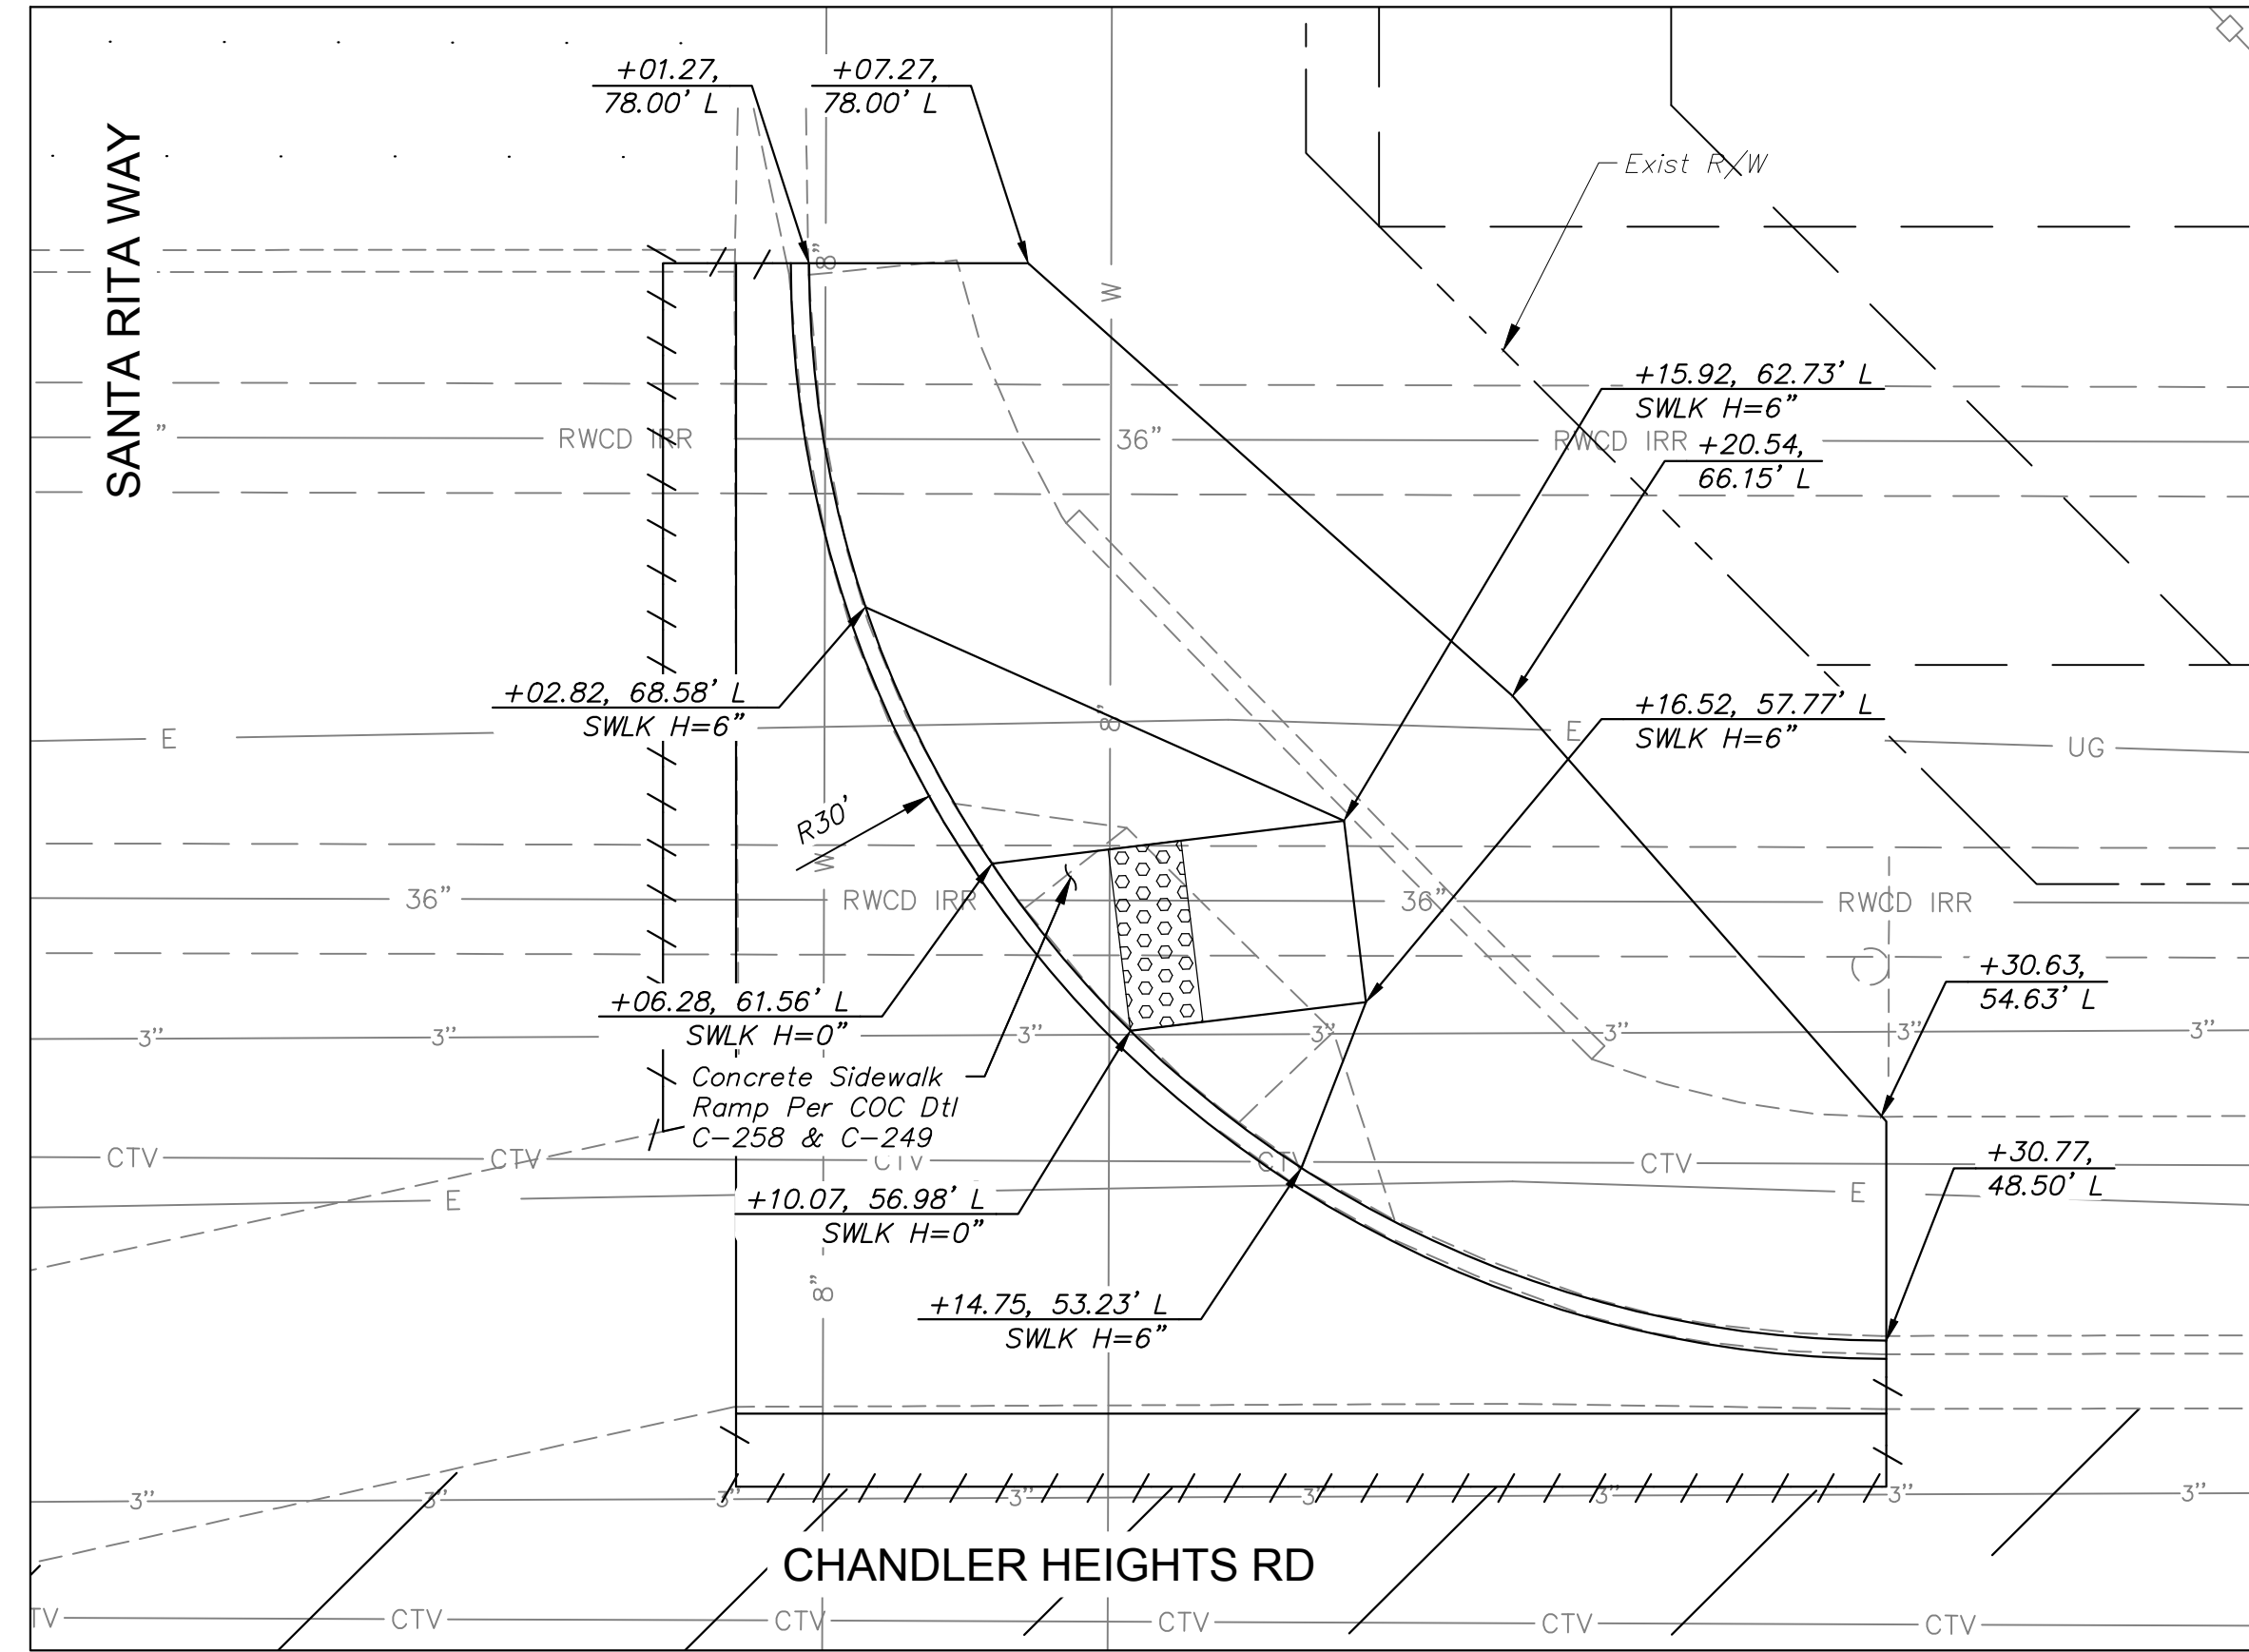 SANTA RITA WAY
+01.27,
78.00' L
+07.27,
78.00' L
Exist R/W
8"
W
+15.92, 62.73' L
SWLK H=6"
"
RWCD IRR
36"
RWCD IRR
+20.54,
66.15' L
+02.82, 68.58' L
SWLK H=6"
8"
+16.52, 57.77' L
SWLK H=6"
E
E
UG
R30'
W
36"
RWCD IRR
36"
RWCD IRR
+30.63,
54.63' L
+06.28, 61.56' L
SWLK H=0"
3"
3"
3"
3"
3"
3"
3"
Concrete Sidewalk
Ramp Per COC Dtl
C-258 & C-249
CTV
CTV
CTV
CTV
CTV
+30.77,
48.50' L
E
E
+10.07, 56.98' L
SWLK H=0"
8"
+14.75, 53.23' L
SWLK H=6"
3"
3"
3"
3"
3"
3"
3"
3"
CHANDLER HEIGHTS RD
TV
CTV
CTV
CTV
CTV
CTV